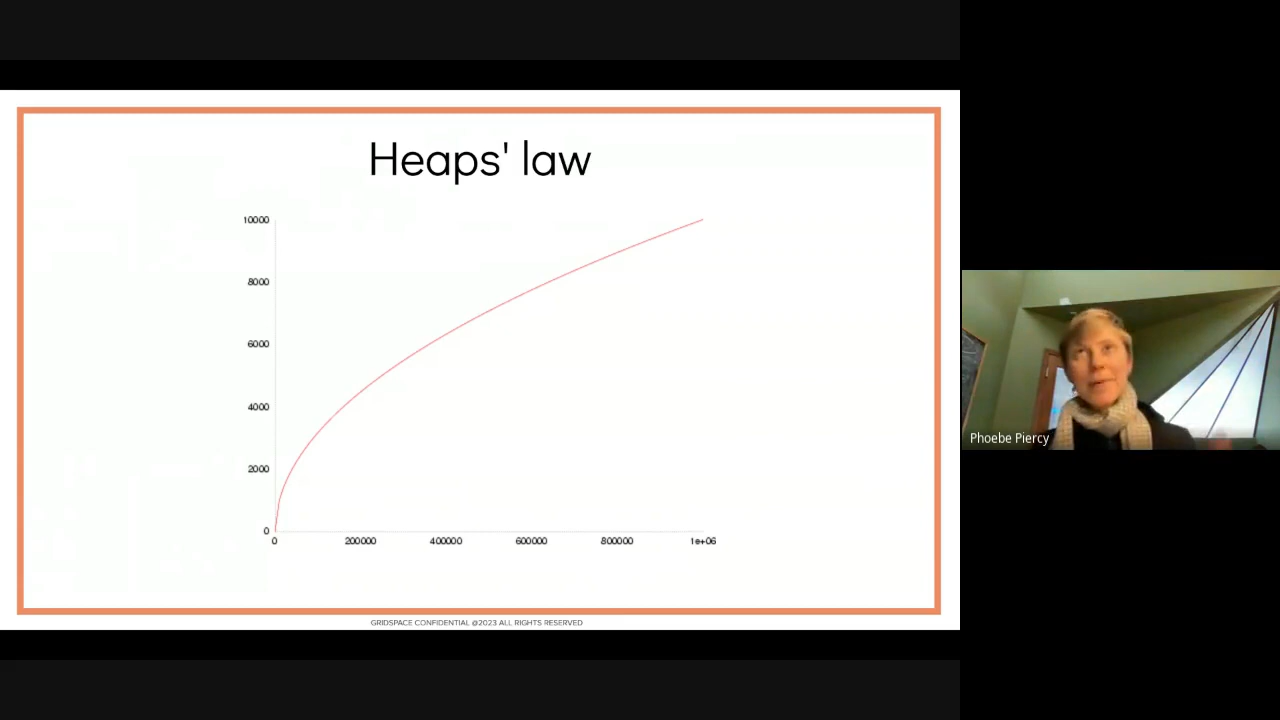 Heaps' law
10000
8000
6000
4000
2000
0
0 200000 400000 600000 800000 1e+06
GRIDSPACE CONFIDENTIAL @2023 ALL RIGHTS RESERVED
Phoebe Piercy